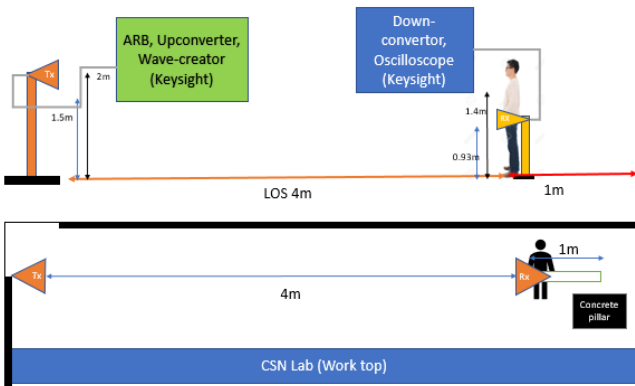 ARB, Upconverter,
Wave-creator
(Keysight)
Down-
convertor,
Oscilloscope
(Keysight)
Tx
2m
1.5m
1.4m
RX
0.93m
LOS 4m
1m
1m
Tx
Rx
4m
Concrete
pillar
CSN Lab (Work top)